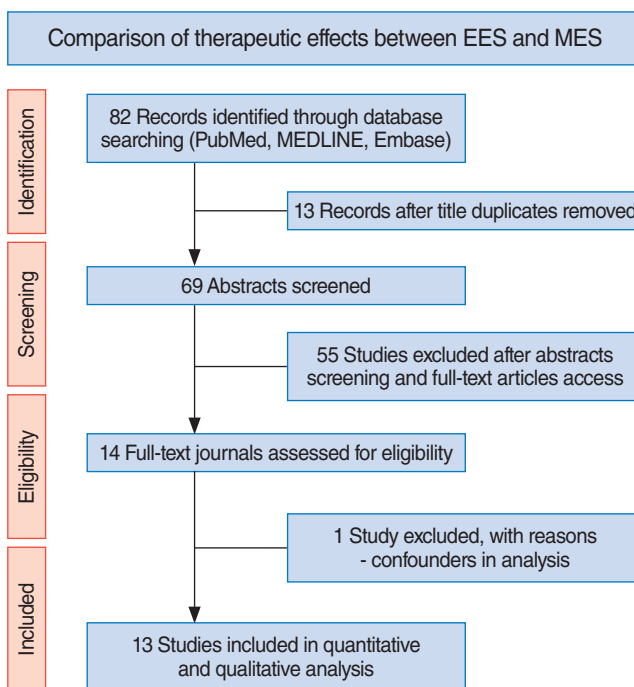 Comparison of therapeutic effects between EES and MES
Identification
82 Records identified through database
searching (PubMed, MEDLINE, Embase)
13 Records after title duplicates removed
Screening
69 Abstracts screened
55 Studies excluded after abstracts
screening and full-text articles access
Eligibility
14 Full-text journals assessed for eligibility
1 Study excluded, with reasons
- confounders in analysis
Included
13 Studies included in quantitative
and qualitative analysis